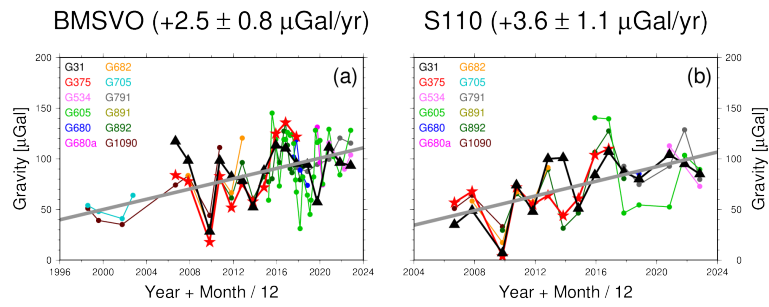 BMSVO (+2.5 ± 0.8 µGal/yr)
S110 (+3.6 ± 1.1 µGal/yr)
Gravity [µGal]
200
150
100
50
0
G31 G682
G375 G705
G534 G791
G605 G891
G680 G892
G680a G1090
(a)
1996 2000 2004 2008 2012 2016 2020 2024
Year + Month / 12
G31 G682
G375 G705
G534 G791
G605 G891
G680 G892
G680a G1090
(b)
200
150
100
50
0
Gravity [µGal]
2004 2008 2012 2016 2020 2024
Year + Month / 12